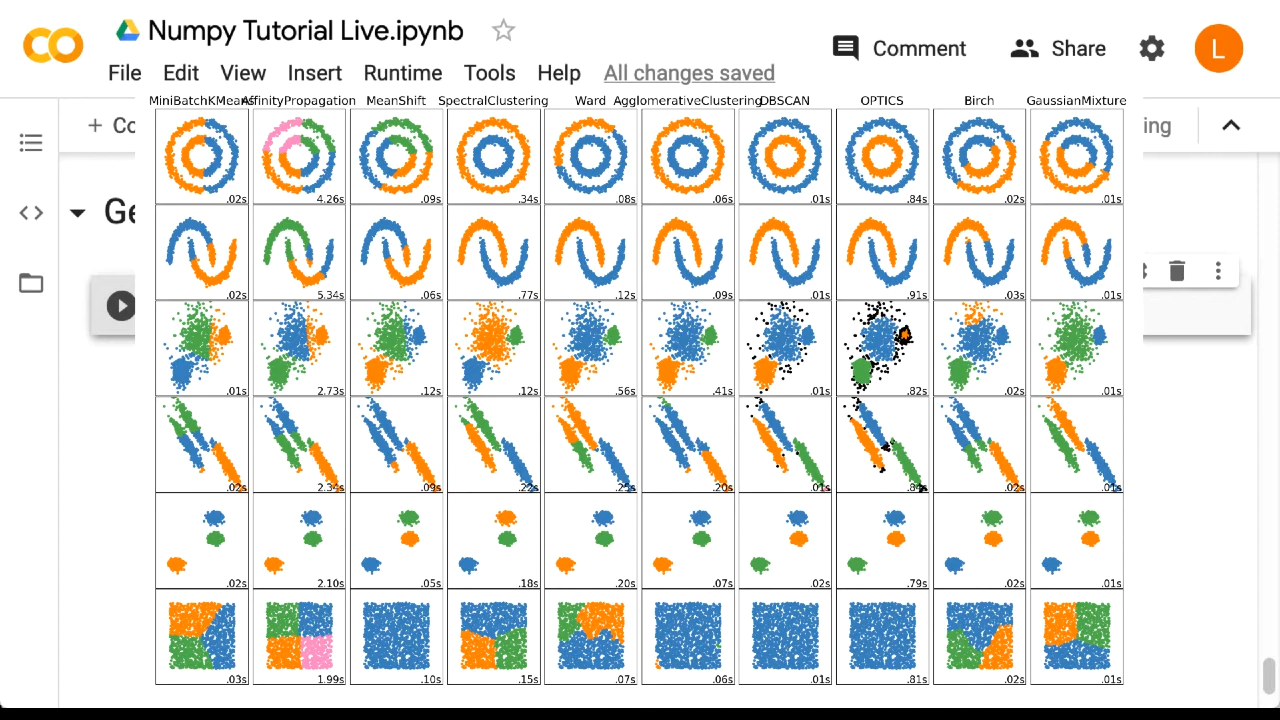 Numpy Tutorial Live.ipynb
Comment
Share
L
File Edit View Insert Runtime Tools Help All changes saved
+ Co
ing
Ge
MiniBatchKMeans AffinityPropagation MeanShift SpectralClustering Ward AgglomerativeClustering DBSCAN OPTICS Birch GaussianMixture
.02s 4.26s .09s .34s .08s .06s .01s .84s .02s .01s
.02s 5.34s .06s .77s .12s .09s .01s .91s .03s .01s
.01s 2.73s .12s .12s .56s .41s .01s .82s .02s .01s
.02s 2.34s .09s .22s .25s .20s .01s .84s .02s .01s
.02s 2.10s .05s .18s .20s .07s .02s .79s .02s .01s
.03s 1.99s .10s .15s .07s .06s .01s .81s .02s .01s